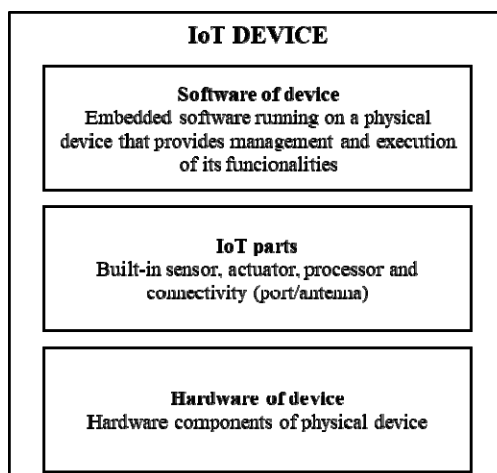 IoT DEVICE
Software of device
Embedded software running on a physical
device that provides management and execution
of its funcionalities
IoT parts
Built-in sensor, actuator, processor and
connectivity (port/antenna)
Hardware of device
Hardware components of physical device